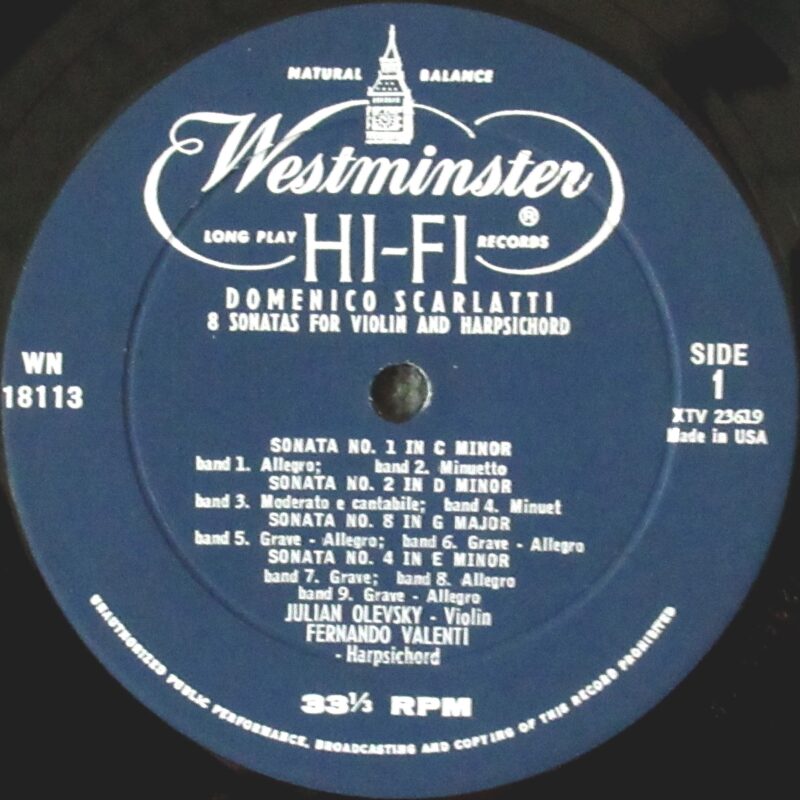 NATURAL BALANCE
Westminster ®
LONG PLAY HI-FI RECORDS
DOMENICO SCARLATTI
8 SONATAS FOR VIOLIN AND HARPSICHORD
WN
18113
SIDE
1
XTV 23619
Made in USA
SONATA NO. 1 IN C MINOR
band 1. Allegro; band 2. Minuetto
SONATA NO. 2 IN D MINOR
band 3. Moderato e cantabile; band 4. Minuet
SONATA NO. 8 IN G MAJOR
band 5. Grave - Allegro; band 6. Grave - Allegro
SONATA NO. 4 IN E MINOR
band 7. Grave; band 8. Allegro
band 9. Grave - Allegro
JULIAN OLEVSKY - Violin
FERNANDO VALENTI
- Harpsichord
33⅓ RPM
UNAUTHORIZED PUBLIC PERFORMANCE, BROADCASTING AND COPYING OF THIS RECORD PROHIBITED